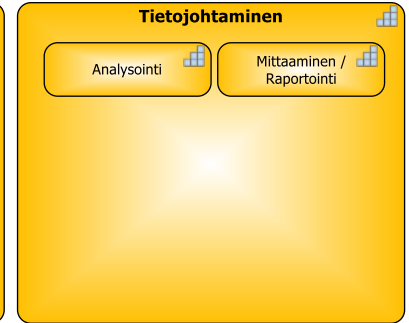 Tietojohtaminen
Analysointi
Mittaaminen /
Raportointi